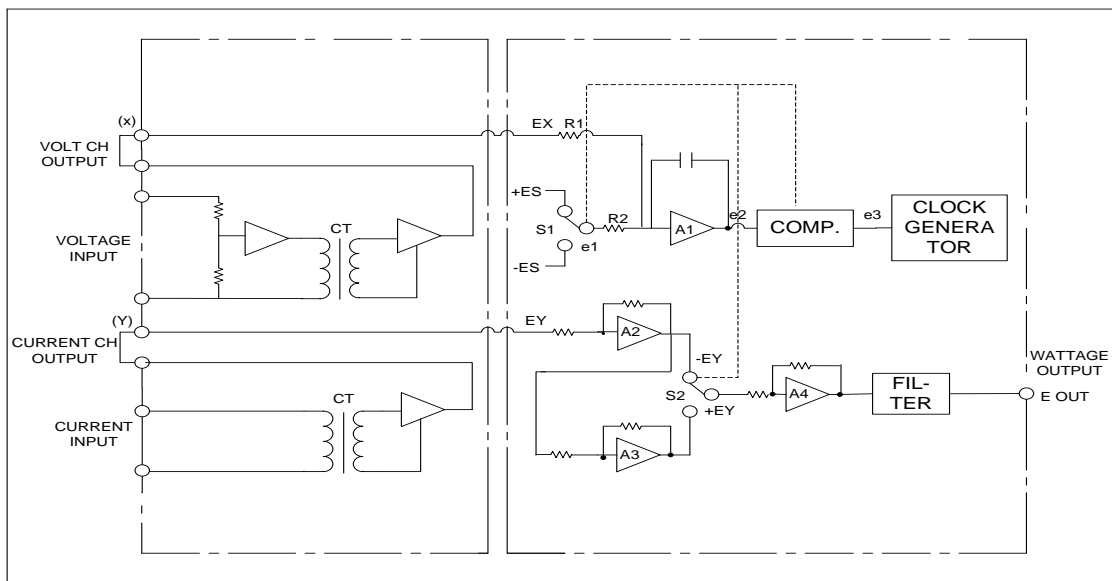 (x)
VOLT CH
OUTPUT
VOLTAGE
INPUT
(Y)
CURRENT CH
OUTPUT
CURRENT
INPUT
CT
CT
EX R1
+ES
S1
-ES
e1
R2
A1
e2
COMP.
e3
CLOCK
GENERA
TOR
EY
A2
-EY
S2
+EY
A3
A4
FIL-
TER
WATTAGE
OUTPUT
E OUT